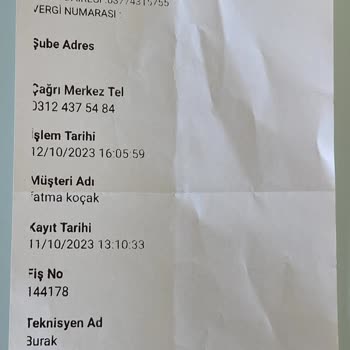 VERGİ NUMARASI :
Şube Adres
Çağrı Merkez Tel
0312 437 54 84
İşlem Tarihi
12/10/2023 16:05:59
Müşteri Adı
fatma koçak
Kayıt Tarihi
11/10/2023 13:10:33
Fiş No
144178
Teknisyen Ad
Burak